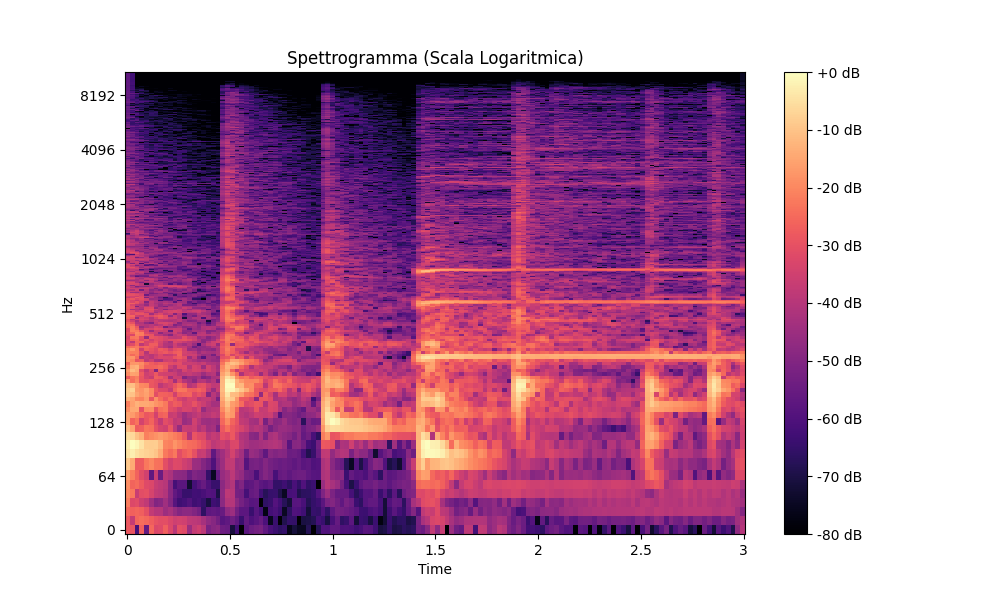 Spettrogramma (Scala Logaritmica)
Hz
8192
4096
2048
1024
512
256
128
64
0
0
0.5
1
1.5
2
2.5
3
Time
+0 dB
-10 dB
-20 dB
-30 dB
-40 dB
-50 dB
-60 dB
-70 dB
-80 dB